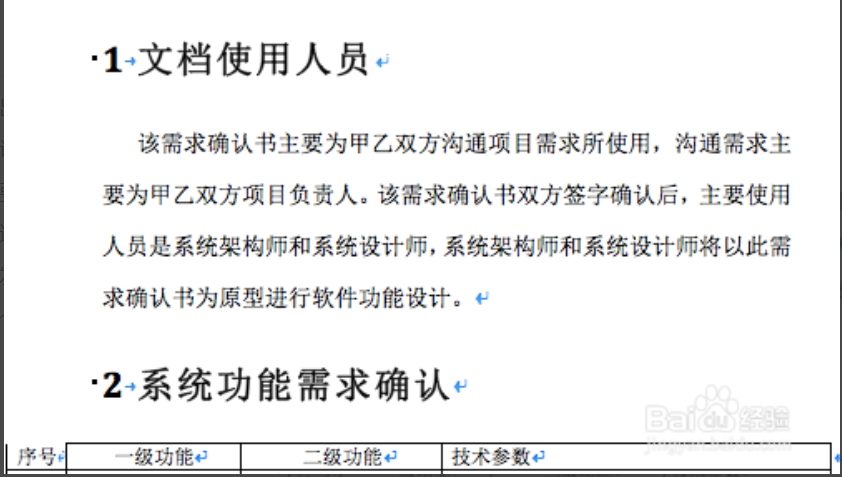 1 文档使用人员
该需求确认书主要为甲乙双方沟通项目需求所使用，沟通需求主
要为甲乙双方项目负责人。该需求确认书双方签字确认后，主要使用
人员是系统架构师和系统设计师，系统架构师和系统设计师将以此需
求确认书为原型进行软件功能设计。
2 系统功能需求确认
Baidu 经验
jingyan.baidu.com
序号 一级功能 二级功能 技术参数